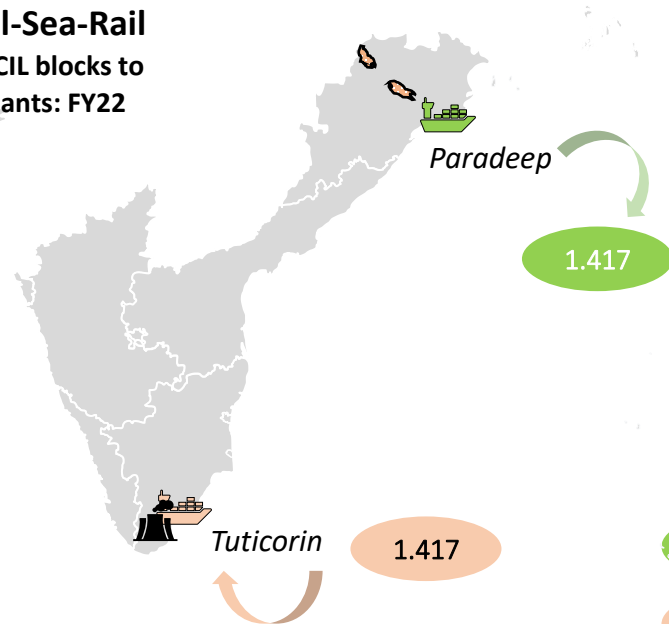 l-Sea-Rail
CIL blocks to
ants: FY22
Paradeep
1.417
Tuticorin
1.417